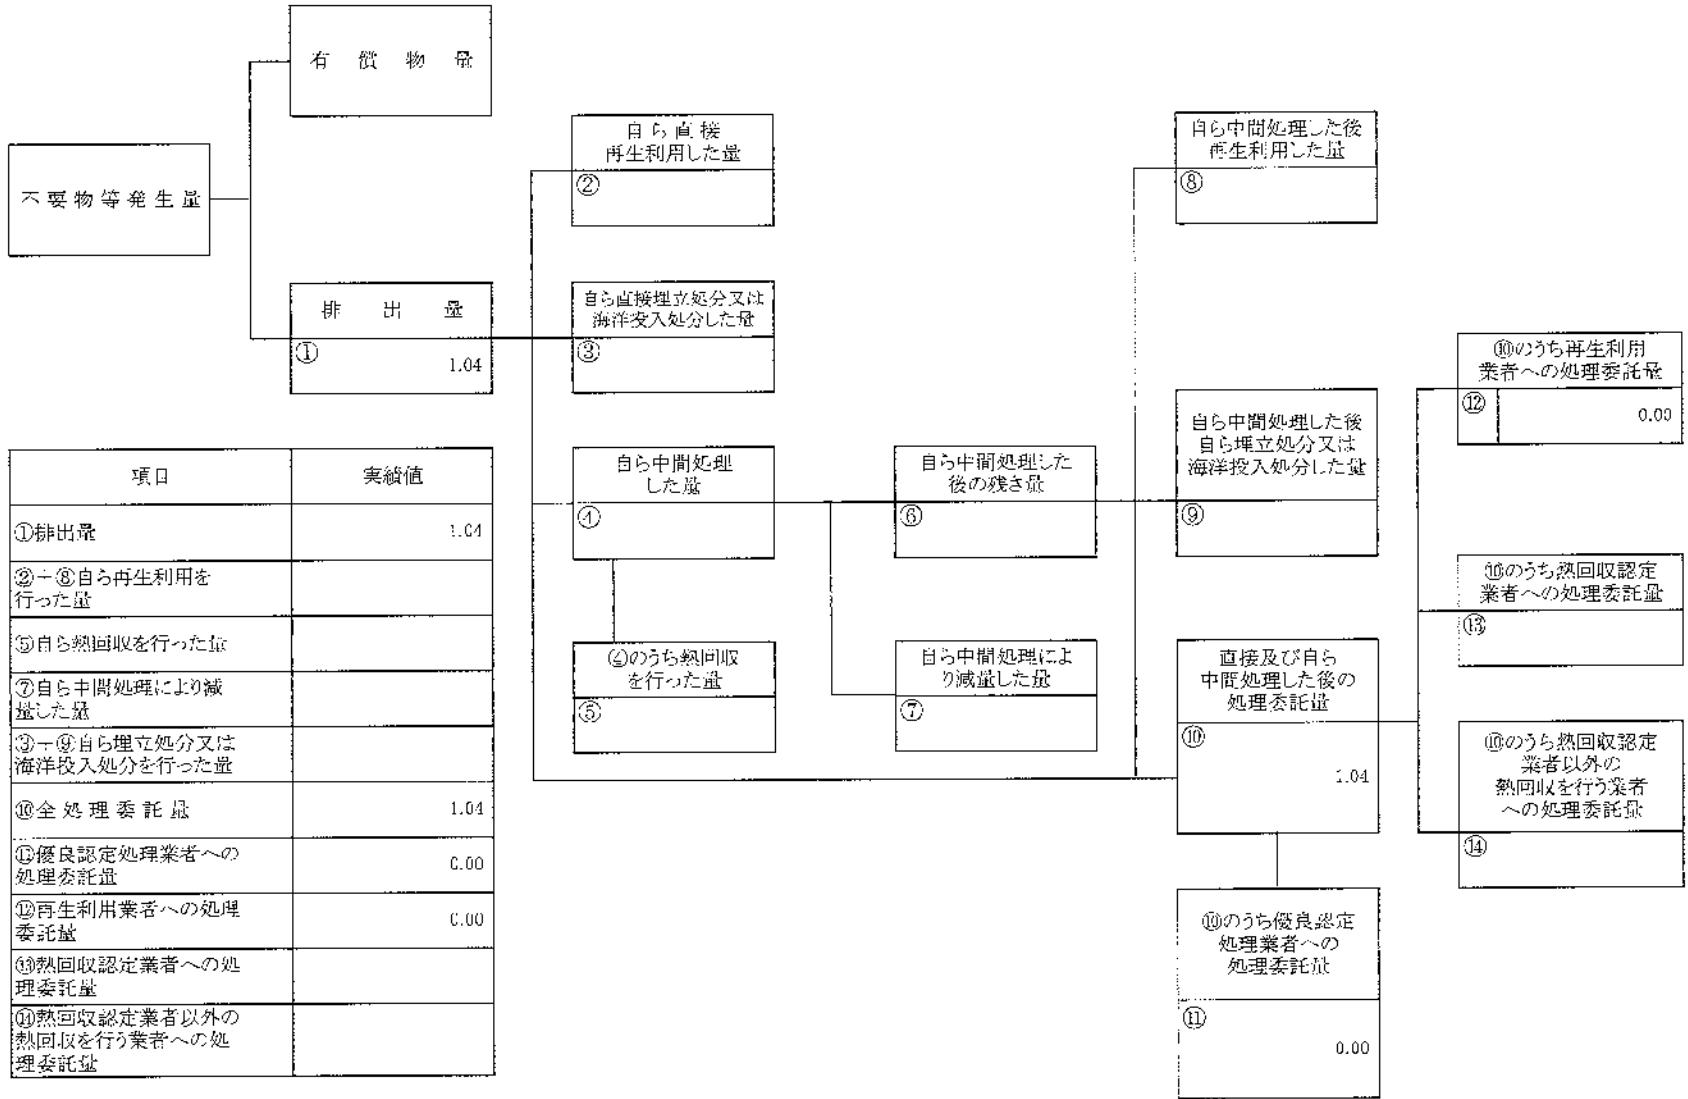 有償物量
不要物等発生量
排出量
①
1.04
自ら直接
再生利用した量
②
自ら直接埋立処分又は
海洋投入処分した量
③
自ら中間処理
した量
④
④のうち熱回収
を行った量
⑤
自ら中間処理した
後の残さ量
⑥
自ら中間処理によ
り減量した量
⑦
自ら中間処理した後
再生利用した量
⑧
自ら中間処理した後
自ら埋立処分又は
海洋投入処分した量
⑨
直接及び自ら
中間処理した後の
処理委託量
⑩
1.04
⑩のうち優良認定
処理業者への
処理委託量
⑪
0.00
⑩のうち再生利用
業者への処理委託量
⑫
0.00
⑩のうち熱回収認定
業者への処理委託量
⑬
⑩のうち熱回収認定
業者以外の
熱回収を行う業者
への処理委託量
⑭
項目 実績値
①排出量 1.04
②+⑧自ら再生利用を
行った量
⑤自ら熱回収を行った量
⑦自ら中間処理により減
量した量
③+⑨自ら埋立処分又は
海洋投入処分を行った量
⑩全処理委託量 1.04
⑪優良認定処理業者への
処理委託量 0.00
⑫再生利用業者への処理
委託量 0.00
⑬熱回収認定業者への処
理委託量
⑭熱回収認定業者以外の
熱回収を行う業者への処
理委託量